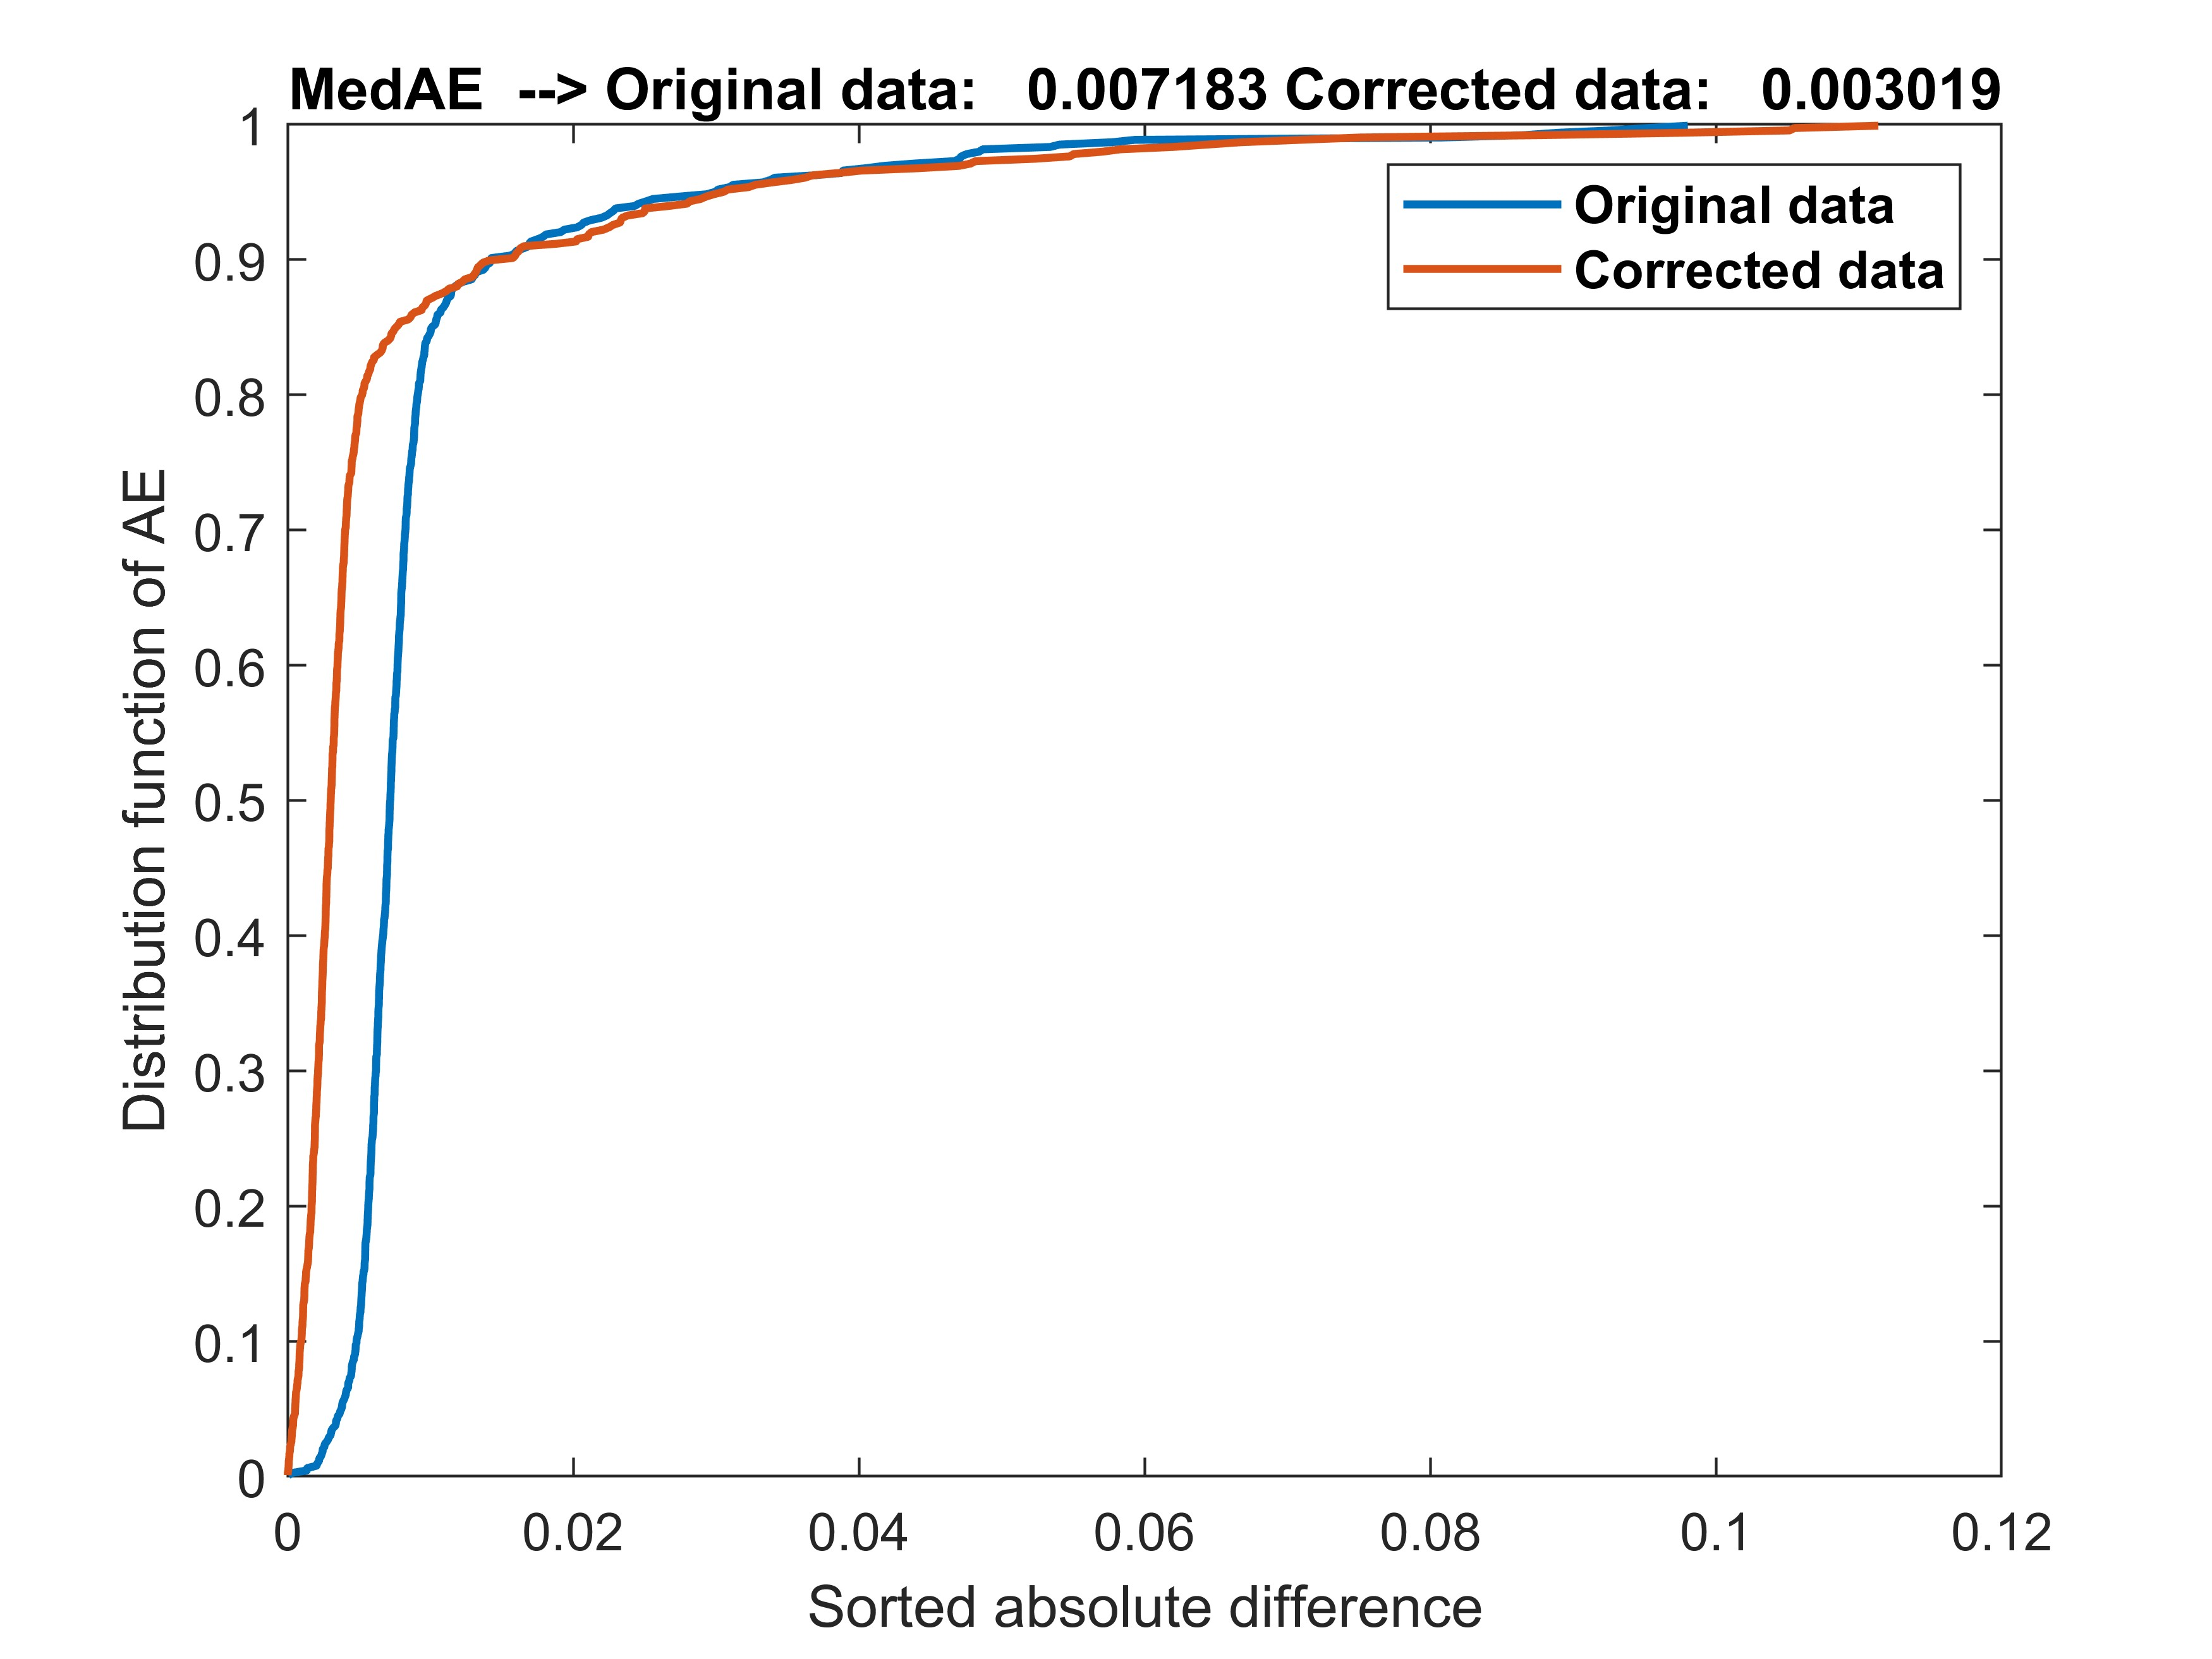 MedAE --> Original data: 0.007183 Corrected data: 0.003019
1
0.9
0.8
0.7
0.6
0.5
0.4
0.3
0.2
0.1
0
Distribution function of AE
Original data
Corrected data
0 0.02 0.04 0.06 0.08 0.1 0.12
Sorted absolute difference